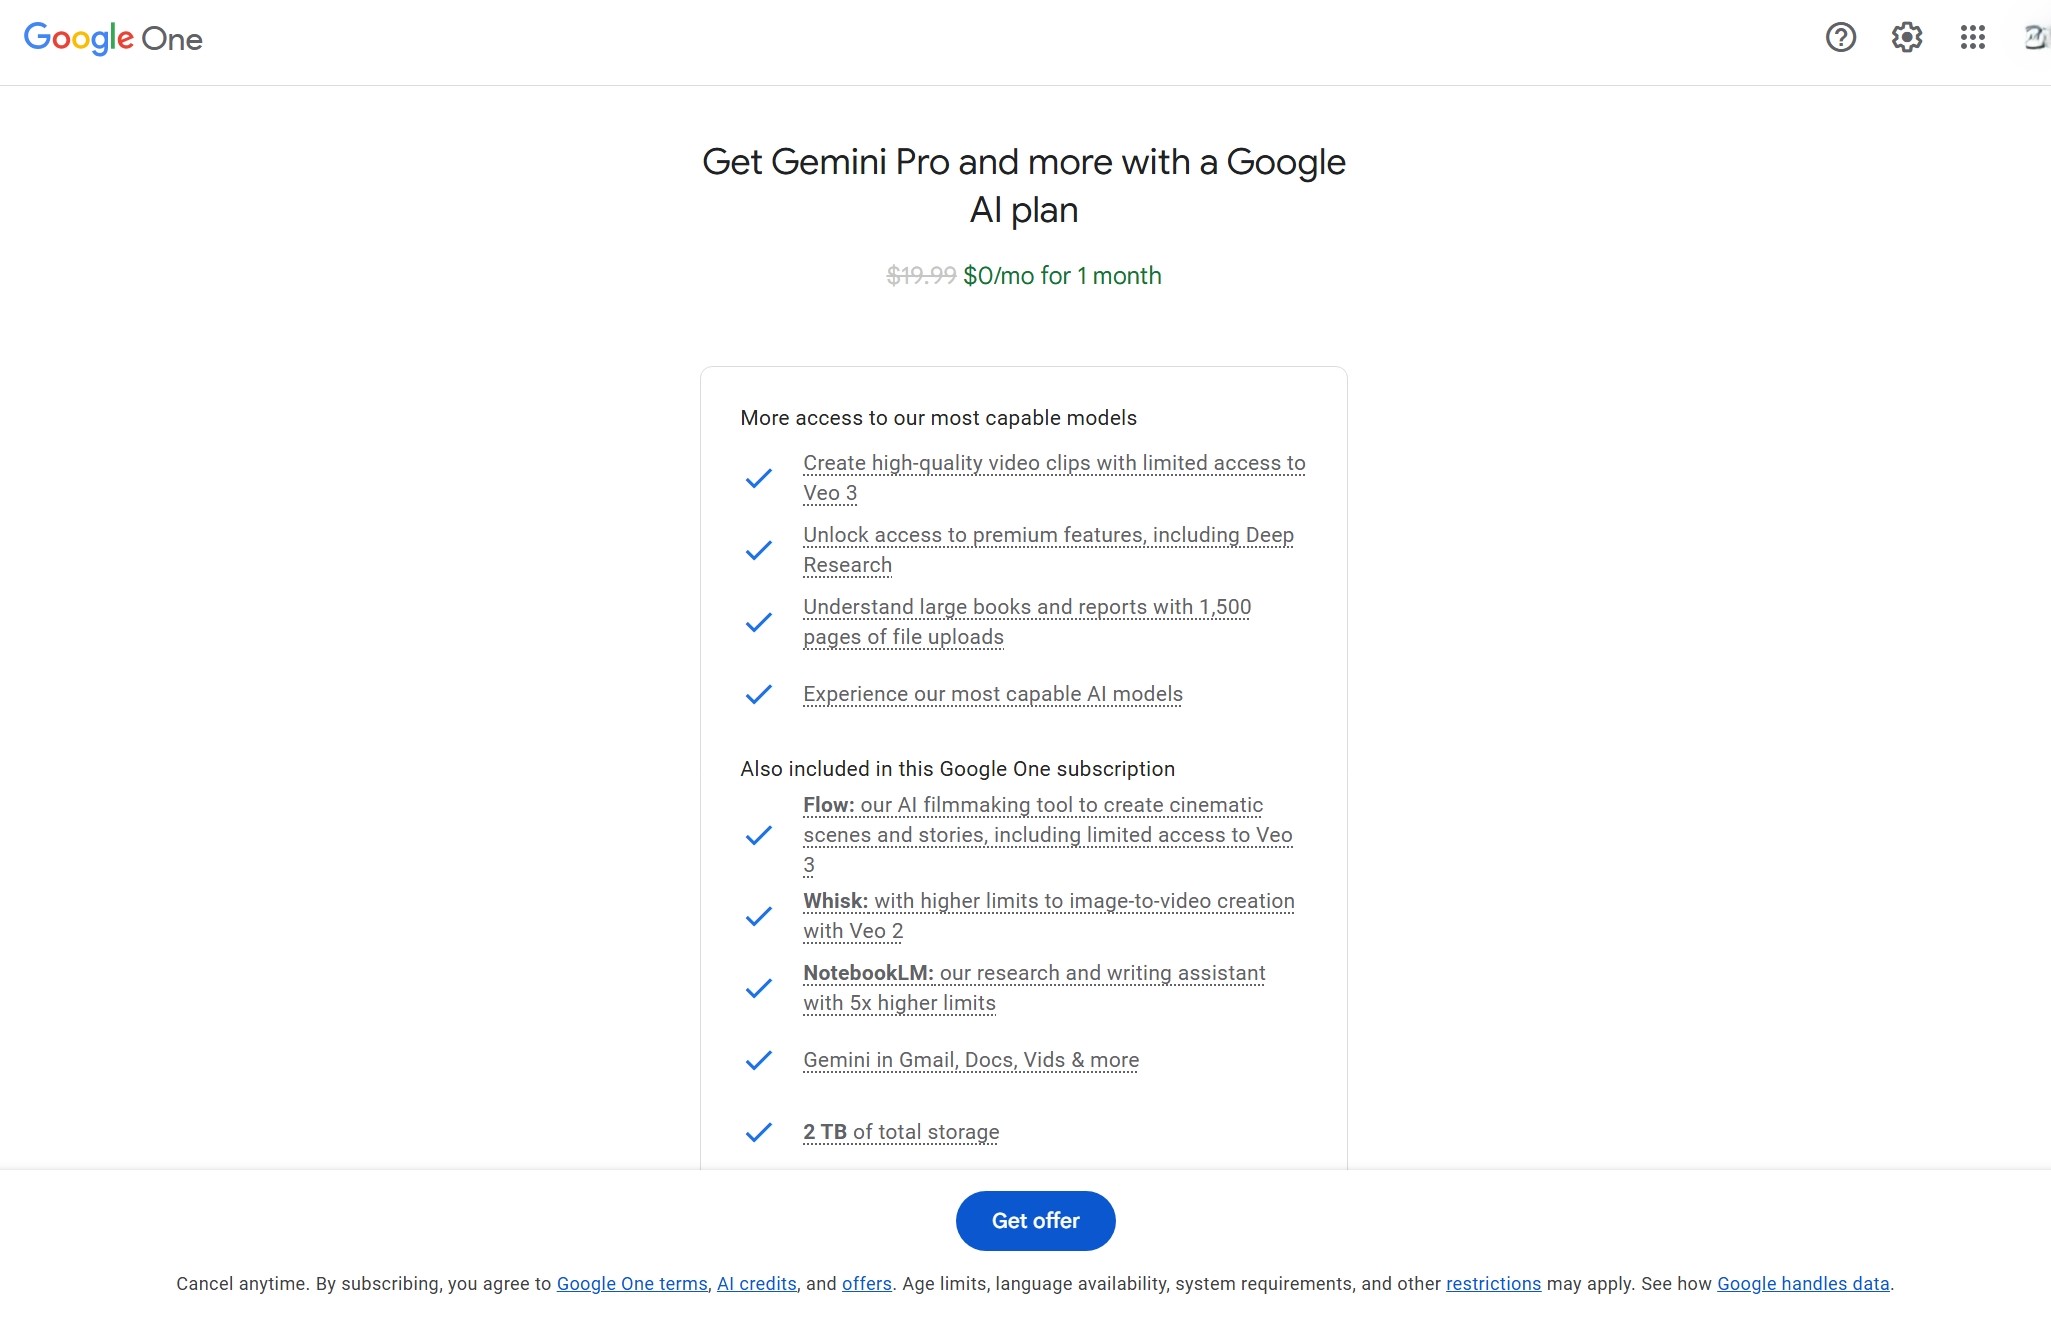 Google One
Get Gemini Pro and more with a Google
AI plan
$19.99 $0/mo for 1 month
More access to our most capable models
Create high-quality video clips with limited access to
Veo 3
Unlock access to premium features, including Deep
Research
Understand large books and reports with 1,500
pages of file uploads
Experience our most capable AI models
Also included in this Google One subscription
Flow: our AI filmmaking tool to create cinematic
scenes and stories, including limited access to Veo
3
Whisk: with higher limits to image-to-video creation
with Veo 2
NotebookLM: our research and writing assistant
with 5x higher limits
Gemini in Gmail, Docs, Vids & more
2 TB of total storage
Get offer
Cancel anytime. By subscribing, you agree to Google One terms, AI credits, and offers. Age limits, language availability, system requirements, and other restrictions may apply. See how Google handles data.